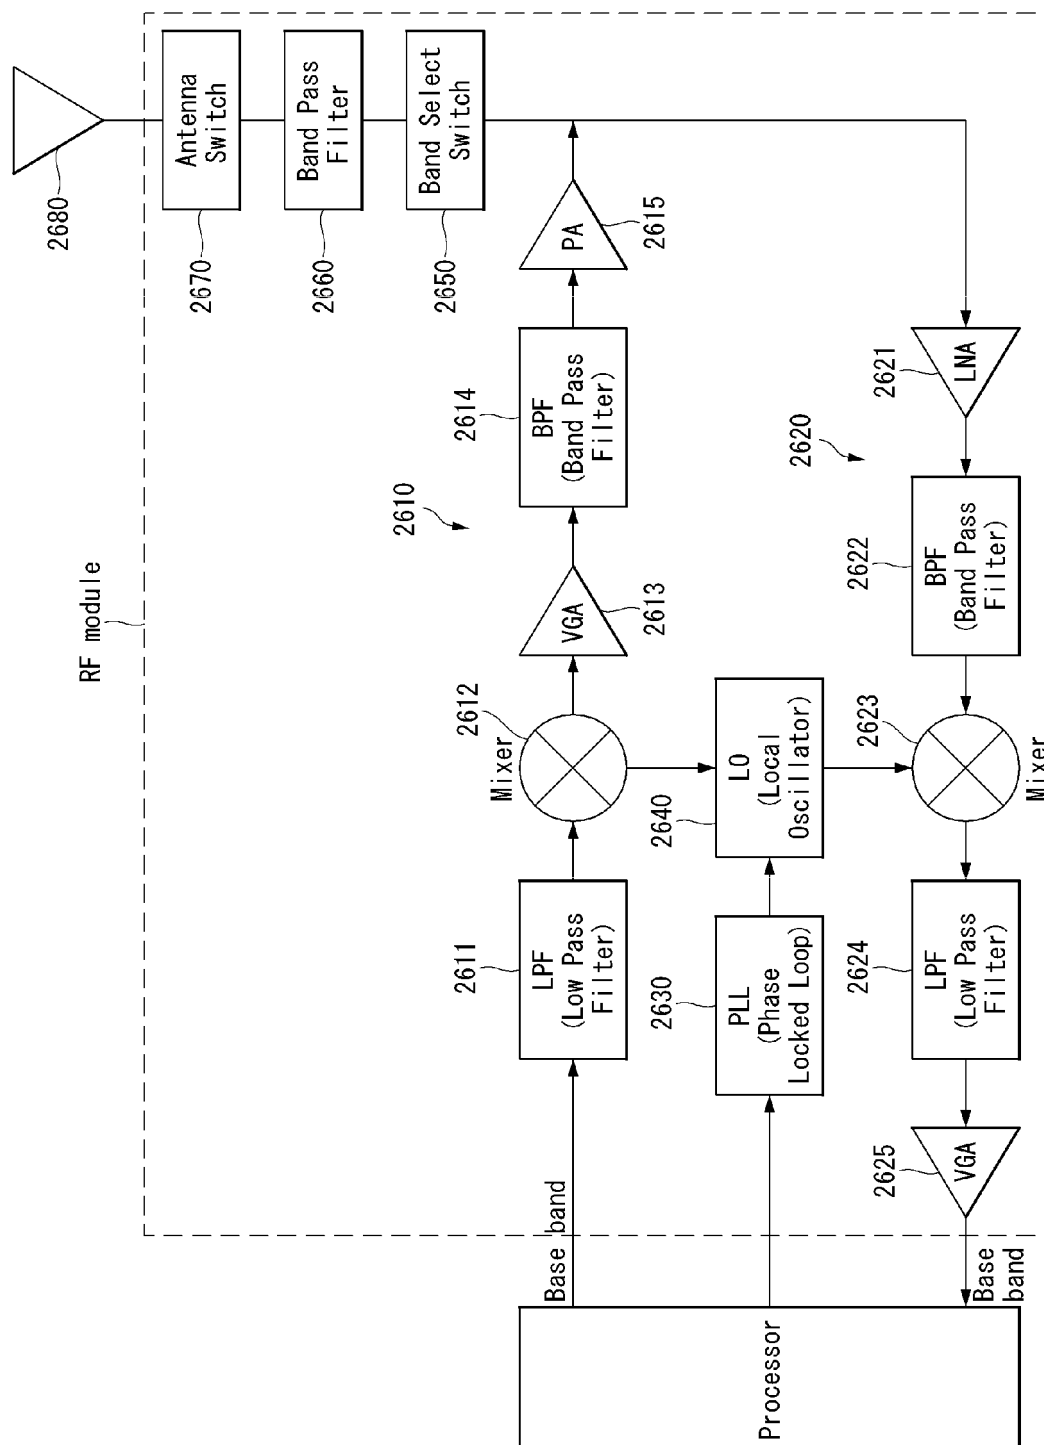 RF module
2680
Antenna
Switch
2670
Band Pass
Filter
2660
Band Select
Switch
2650
Processor
Base band
LPF
(Low Pass
Filter)
2611
Mixer
2612
VGA
2613
2610
BPF
(Band Pass
Filter)
2614
PA
2615
PLL
(Phase
Locked Loop)
2630
LO
(Local
Oscillator)
2640
LNA
2621
2620
BPF
(Band Pass
Filter)
2622
2623
Mixer
LPF
(Low Pass
Filter)
2624
VGA
2625
Base
band